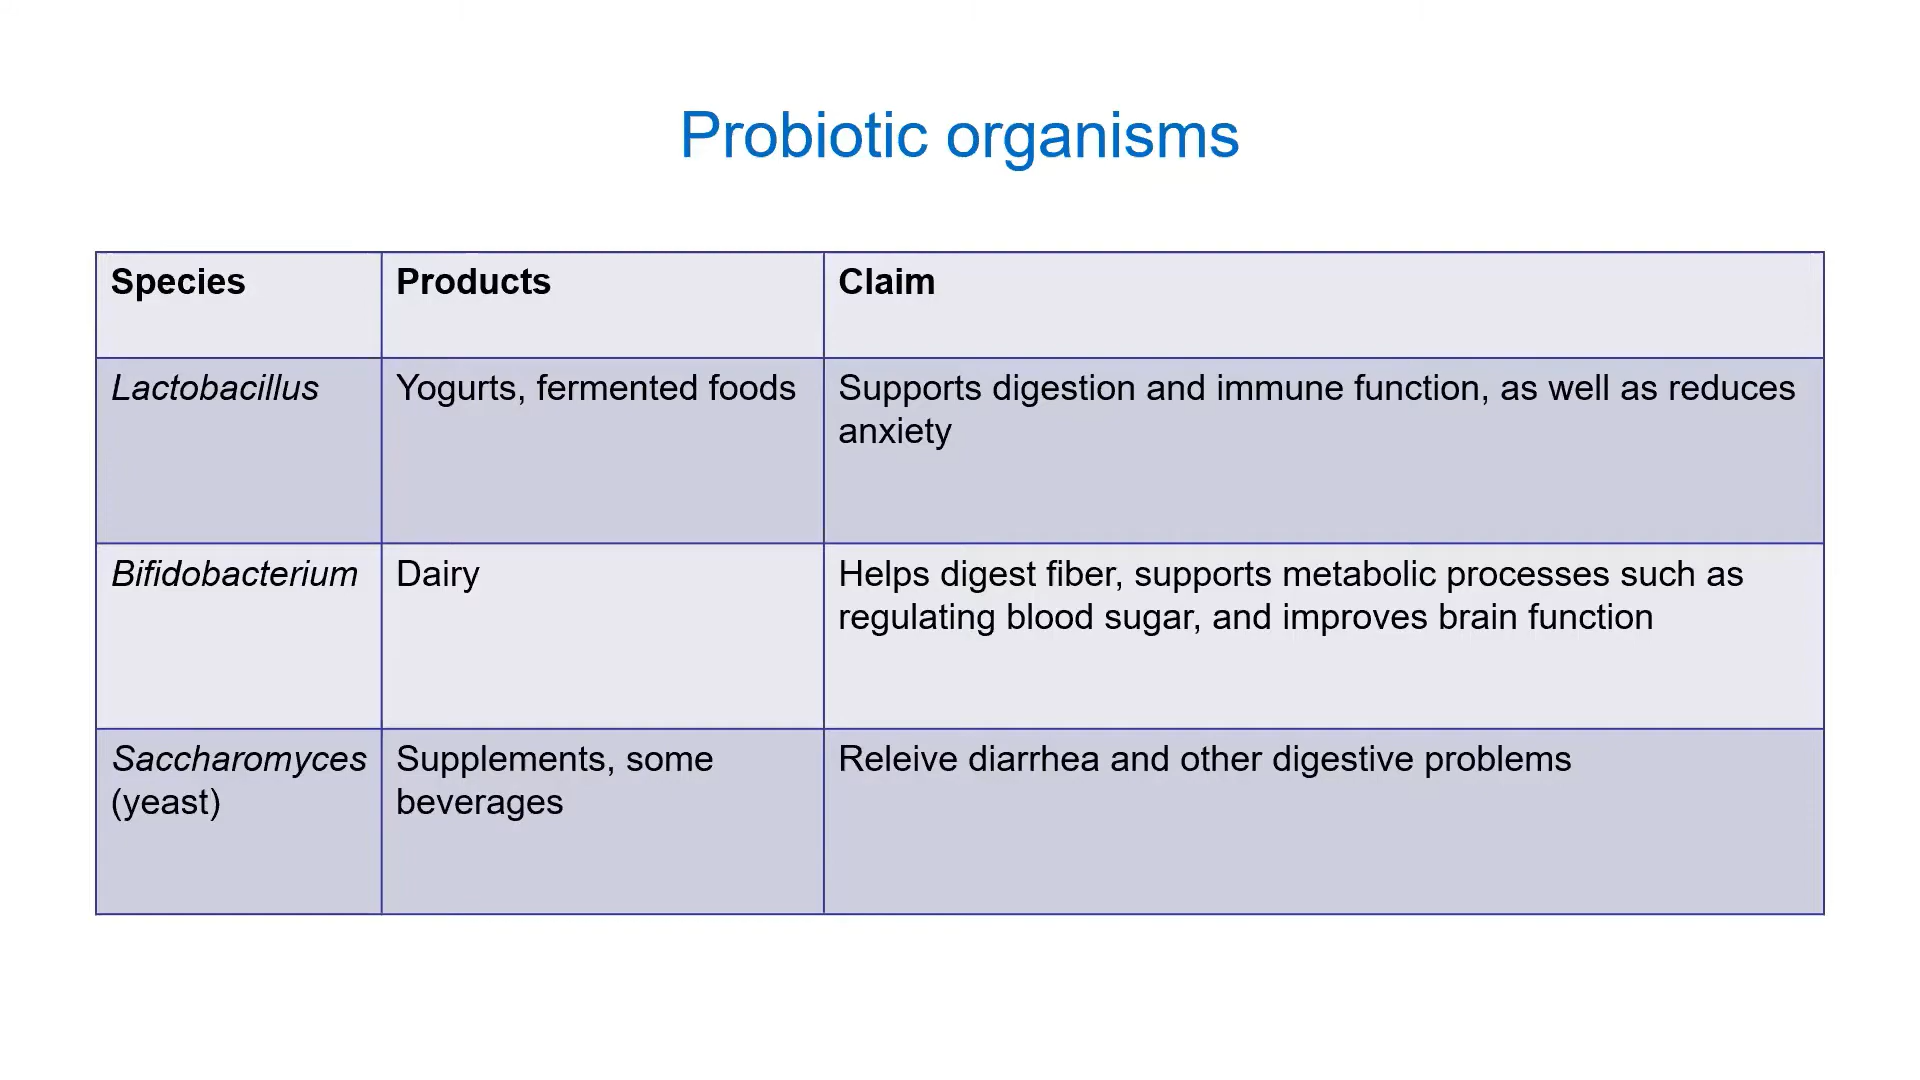 Probiotic organisms
Species
Products
Claim
Lactobacillus
Yogurts, fermented foods
Supports digestion and immune function, as well as reduces
anxiety
Bifidobacterium
Dairy
Helps digest fiber, supports metabolic processes such as
regulating blood sugar, and improves brain function
Saccharomyces
(yeast)
Supplements, some
beverages
Releive diarrhea and other digestive problems